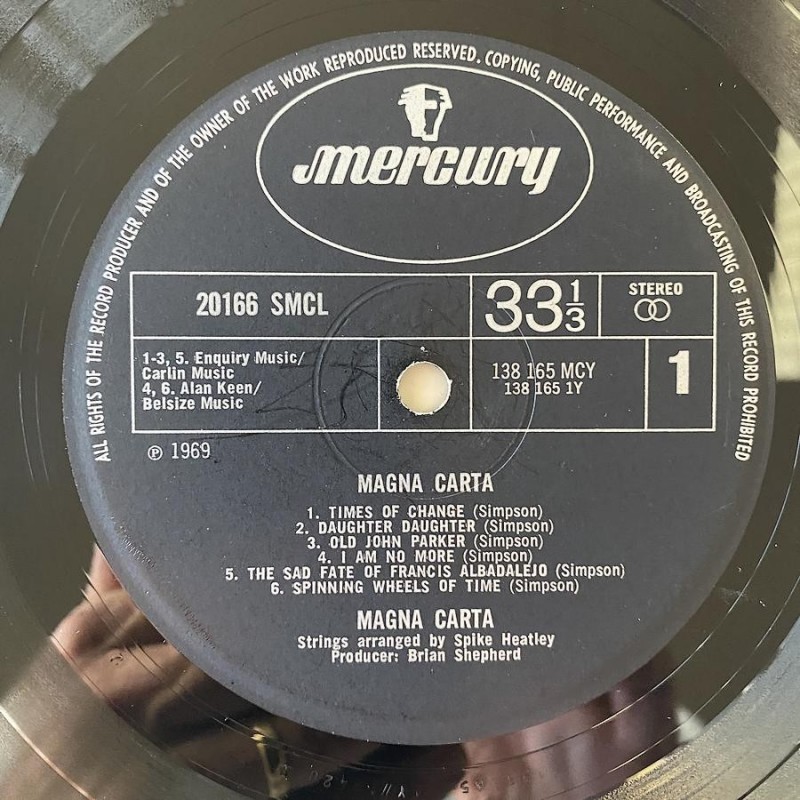 ALL RIGHTS OF THE RECORD PRODUCER AND OF THE OWNER OF THE WORK REPRODUCED RESERVED. COPYING, PUBLIC PERFORMANCE AND BROADCASTING OF THIS RECORD PROHIBITED
mercury
20166 SMCL
33 1/3
STEREO
1-3, 5. Enquiry Music/
Carlin Music
4, 6. Alan Keen/
Belsize Music
138 165 MCY
138 165 1Y
1
℗ 1969
MAGNA CARTA
1. TIMES OF CHANGE (Simpson)
2. DAUGHTER DAUGHTER (Simpson)
3. OLD JOHN PARKER (Simpson)
4. I AM NO MORE (Simpson)
5. THE SAD FATE OF FRANCIS ALBADALEJO (Simpson)
6. SPINNING WHEELS OF TIME (Simpson)
MAGNA CARTA
Strings arranged by Spike Heatley
Producer: Brian Shepherd